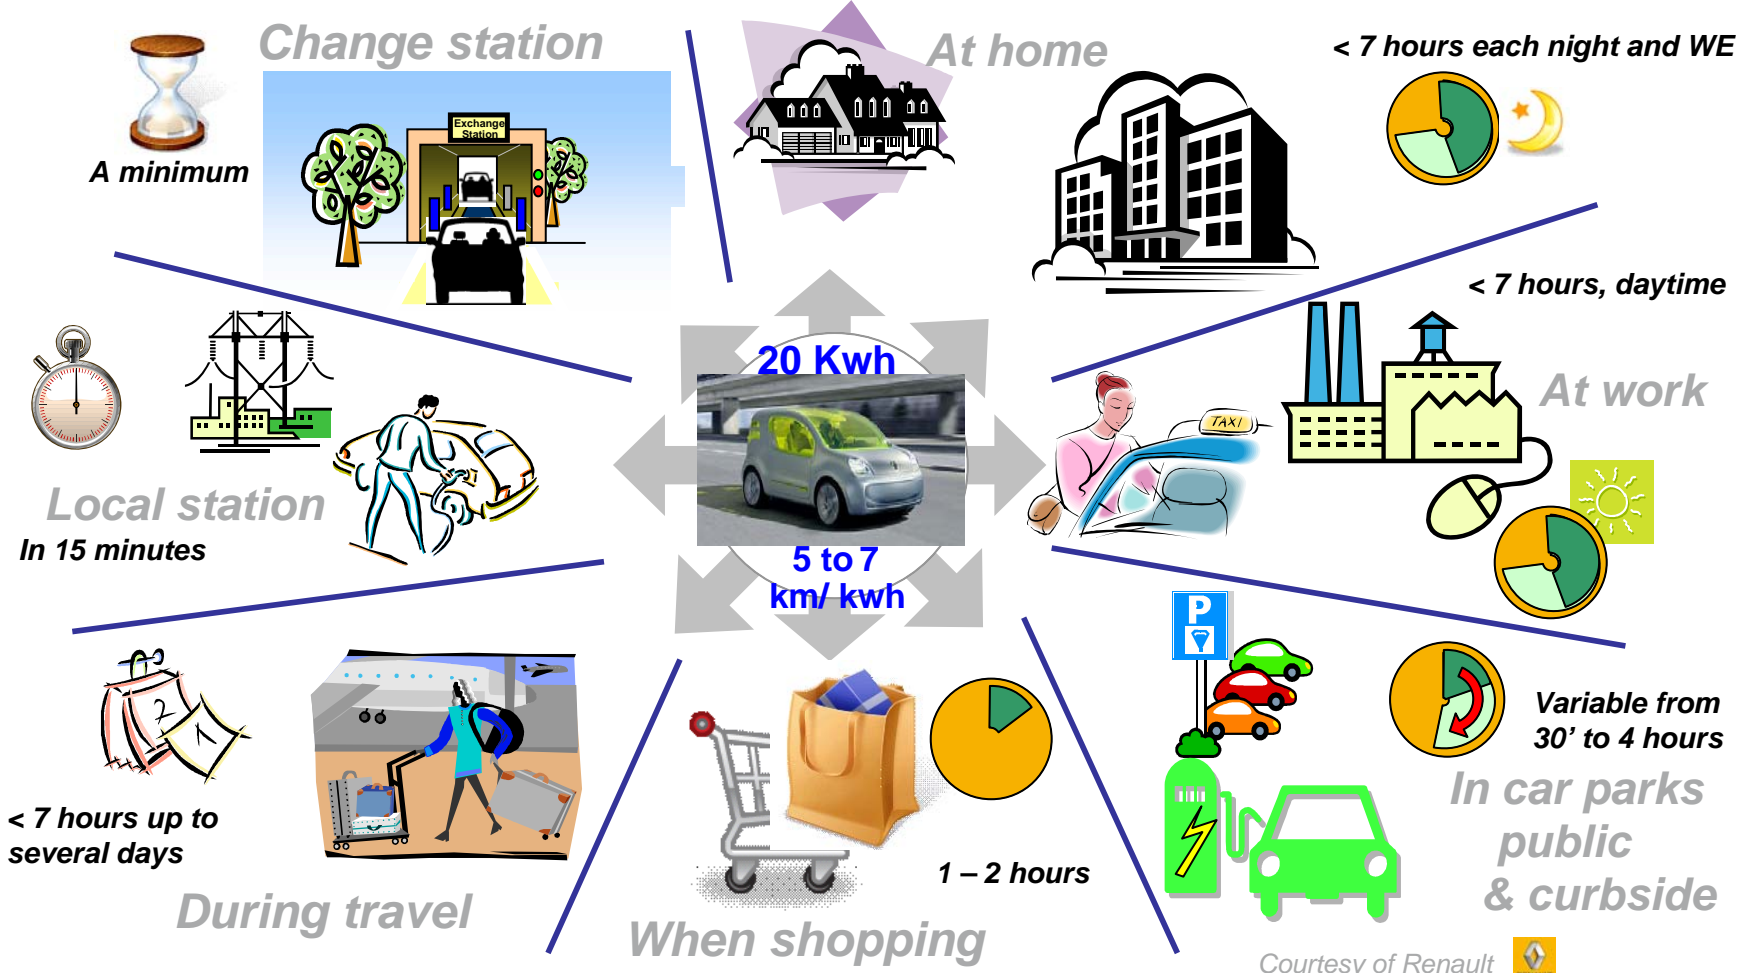 Change station
A minimum
Exchange
Station
At home
< 7 hours each night and WE
< 7 hours, daytime
At work
TAXI
20 Kwh
5 to 7
km/ kwh
Local station
In 15 minutes
2
1
< 7 hours up to
several days
During travel
1 – 2 hours
When shopping
P
Variable from
30’ to 4 hours
In car parks
public
& curbside
Courtesy of Renault